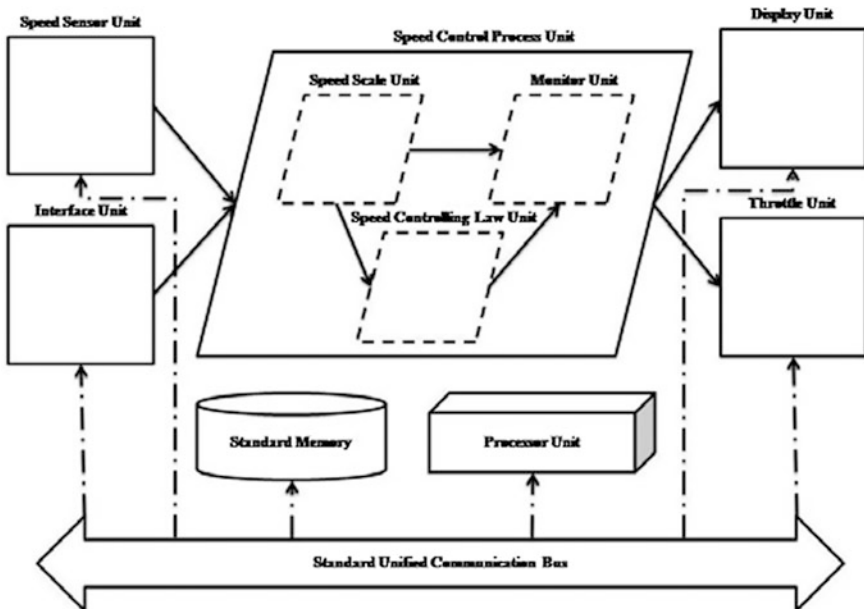 Speed Sensor Unit
Speed Control Process Unit
Display Unit
Speed Scale Unit
Monitor Unit
Interface Unit
Speed Controlling Law Unit
Throttle Unit
Standard Memory
Processor Unit
Standard Unified Communication Box